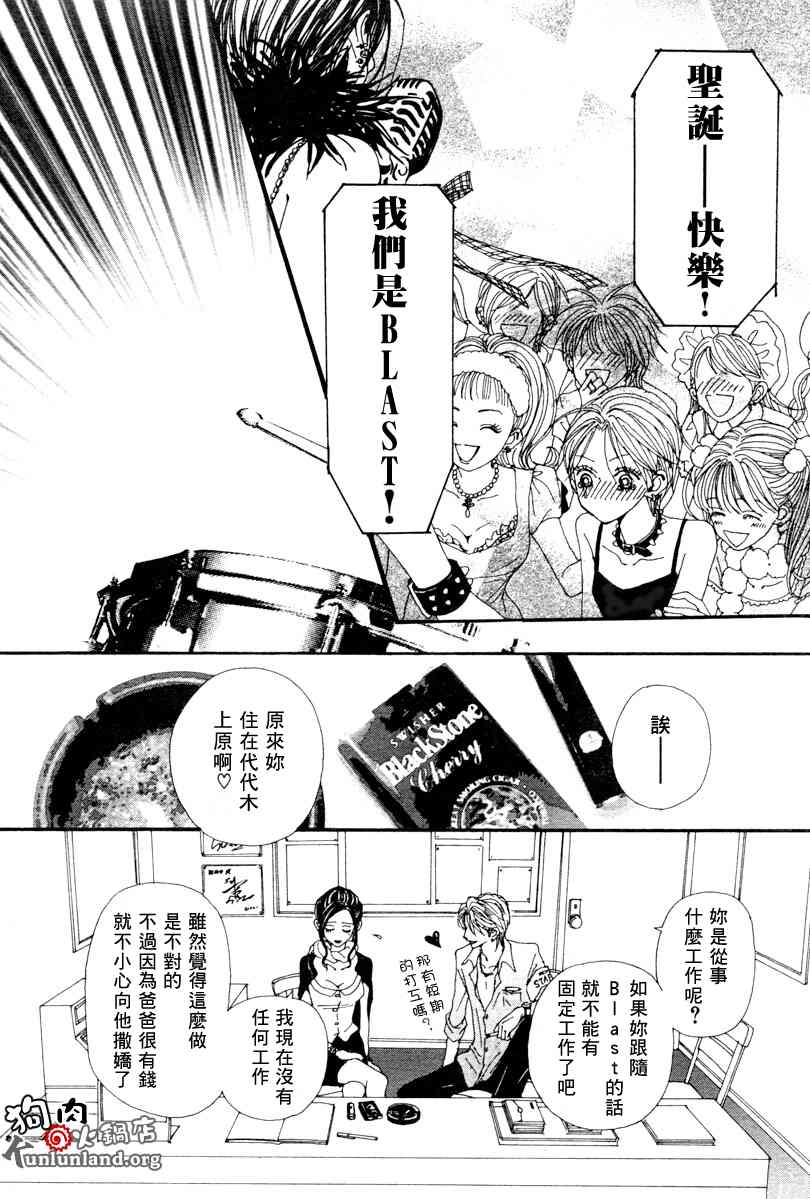 聖誕——快樂！
我們是BLAST！
誒——
SWISHER
BlackStone
Cherry
SMOKING CIGAR
原來妳
住在代代木
上原啊♡
妳是從事
什麼工作呢？
如果妳跟隨
Blast的話
就不能有
固定工作了吧
STAFF
那有短期
的打工嗎？
我現在沒有
任何工作
雖然覺得這麼做
是不對的
不過因為爸爸很有錢
就不小心向他撒嬌了
狗肉
火鍋店
Kunlunland.org